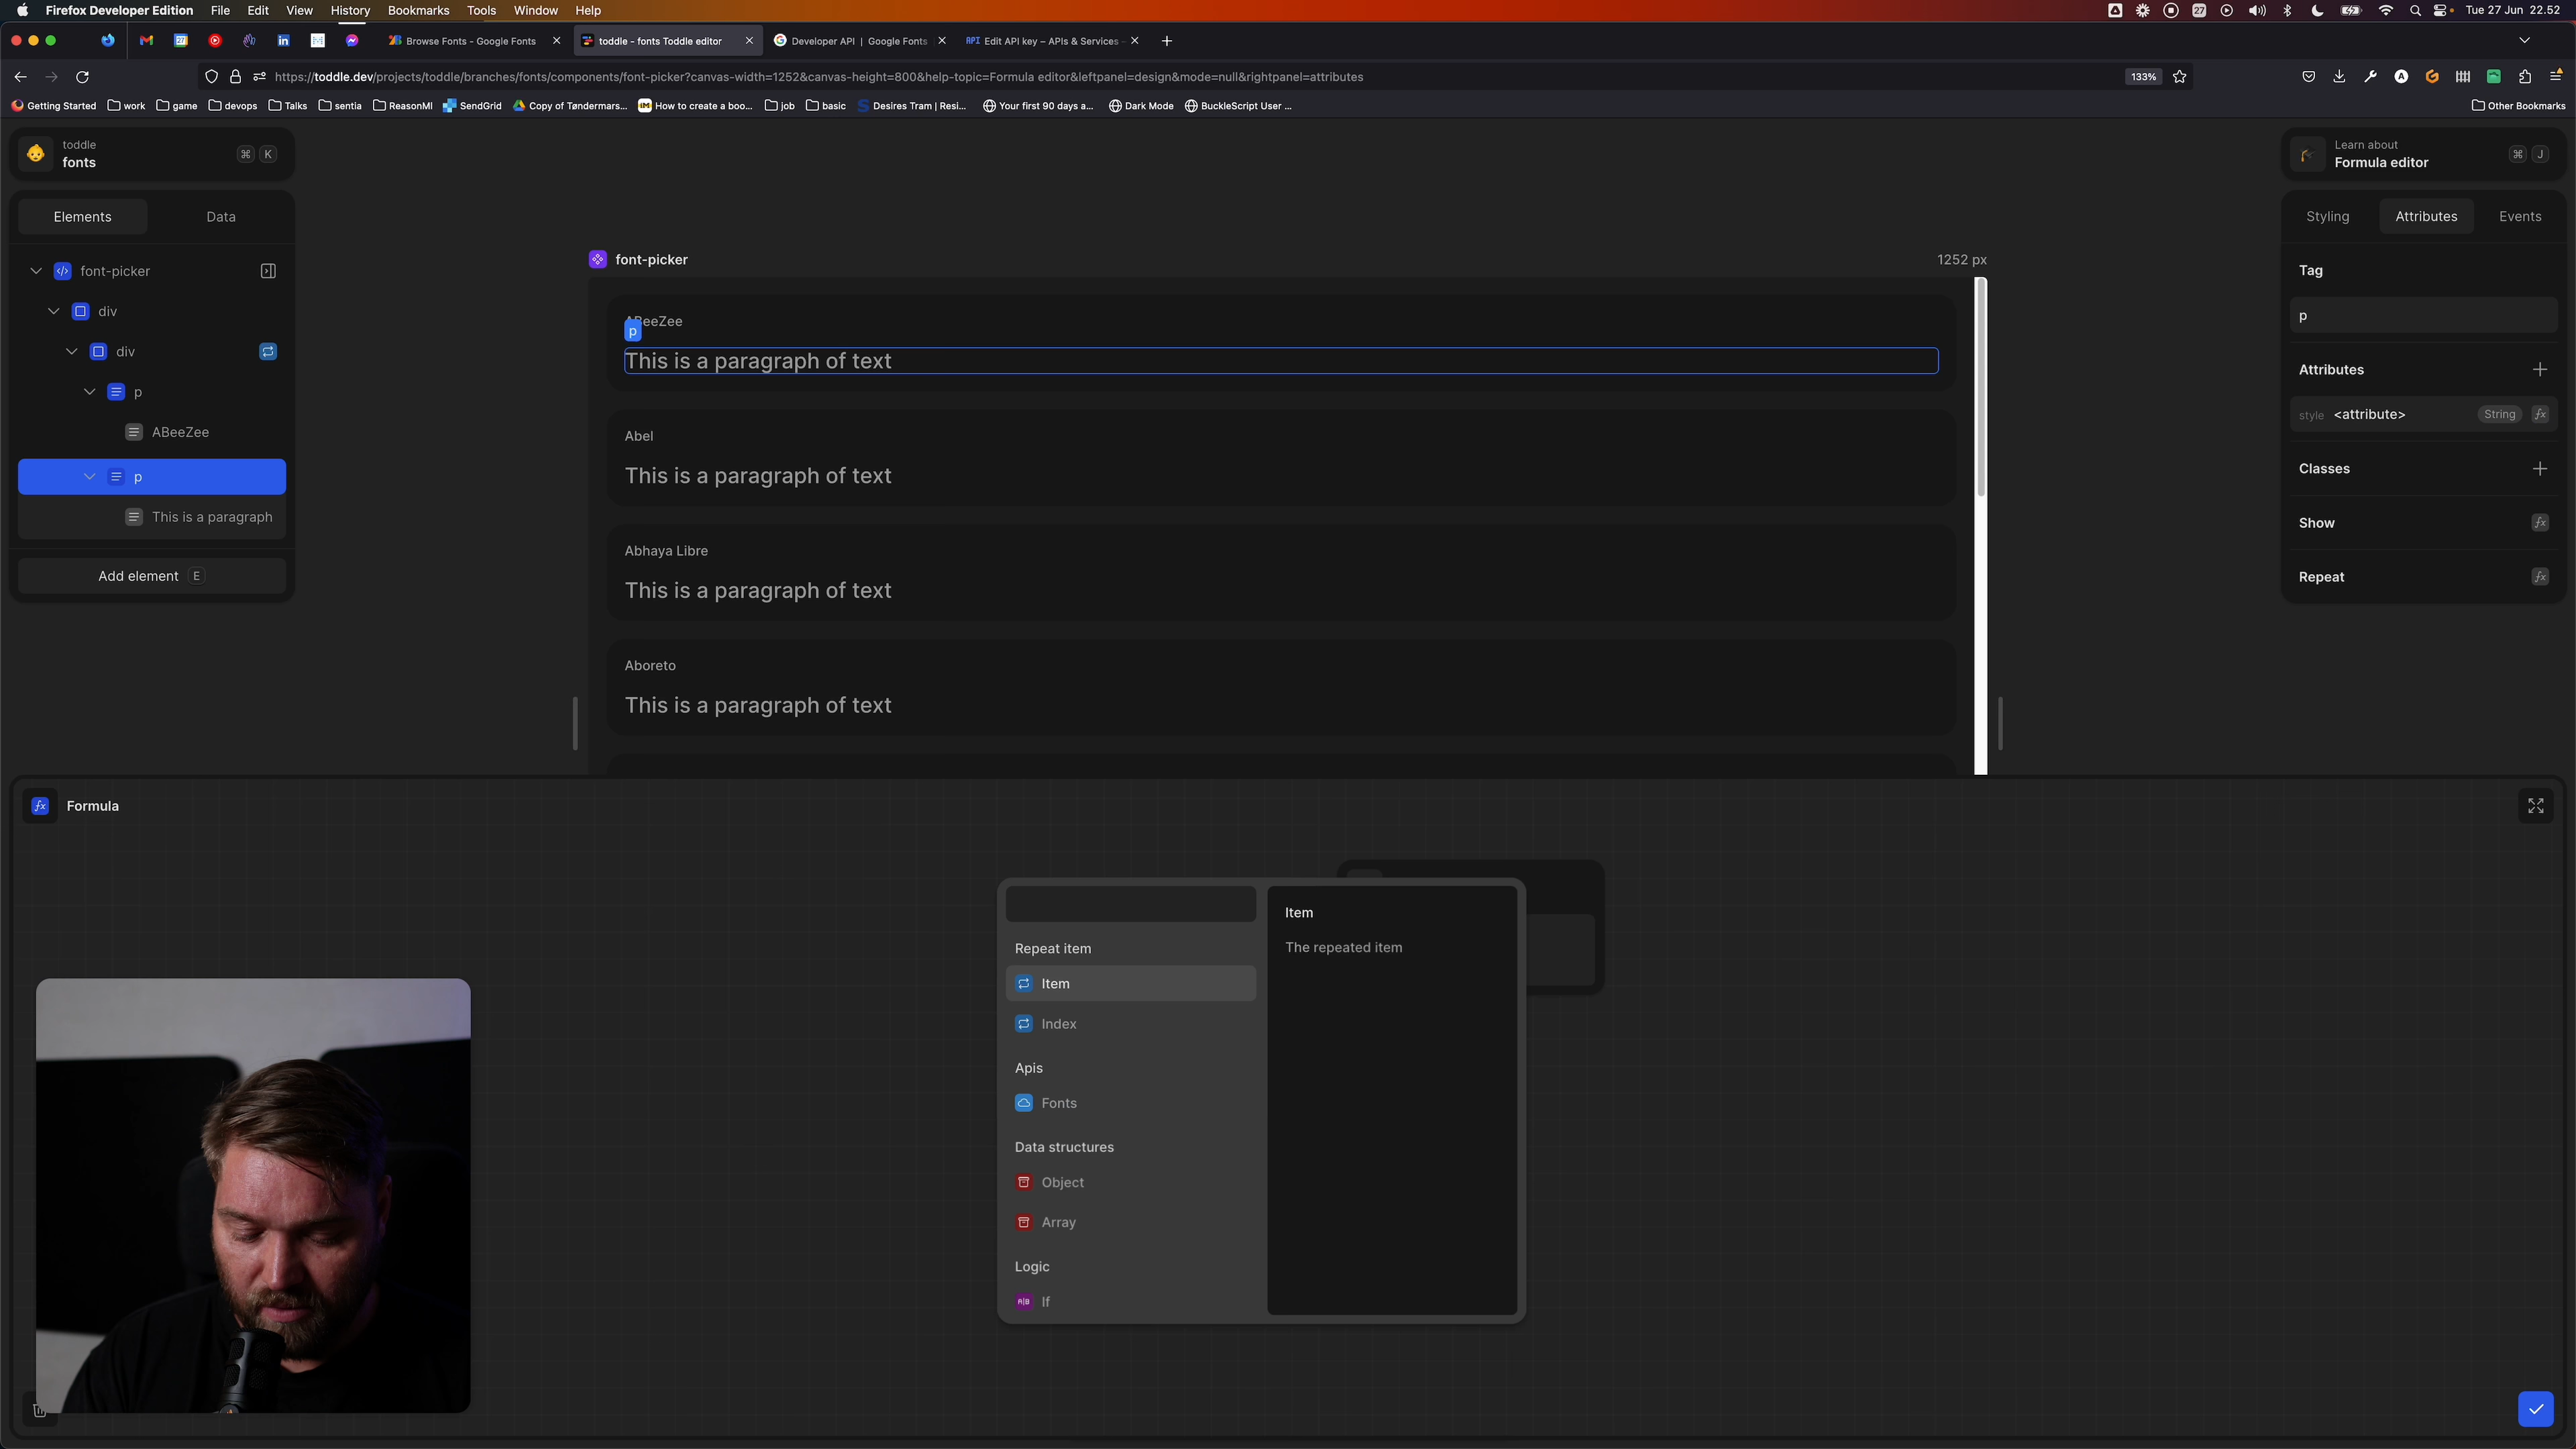 Firefox Developer Edition File Edit View History Bookmarks Tools Window Help
27 Tue 27 Jun 22.52
Browse Fonts - Google Fonts
toddle - fonts Toddle editor
Developer API | Google Fonts
API Edit API key – APIs & Services -
https://toddle.dev/projects/toddle/branches/fonts/components/font-picker?canvas-width=1252&canvas-height=800&help-topic=Formula editor&leftpanel=design&mode=null&rightpanel=attributes
133%
Getting Started work game devops Talks sentia ReasonMl SendGrid Copy of Tøndermars... How to create a boo... job basic Desires Tram | Resi... Your first 90 days a... Dark Mode BuckleScript User ... Other Bookmarks
toddle
fonts
⌘ K
Elements Data
font-picker
div
div
p
ABeeZee
p
This is a paragraph
Add element E
font-picker 1252 px
ABeeZee
p
This is a paragraph of text
Abel
This is a paragraph of text
Abhaya Libre
This is a paragraph of text
Aboreto
This is a paragraph of text
Learn about
Formula editor
⌘ J
Styling Attributes Events
Tag
p
Attributes
style <attribute> String fx
Classes
Show fx
Repeat fx
fx Formula
Repeat item
Item
Index
Apis
Fonts
Data structures
Object
Array
Logic
A|B If
Item
The repeated item